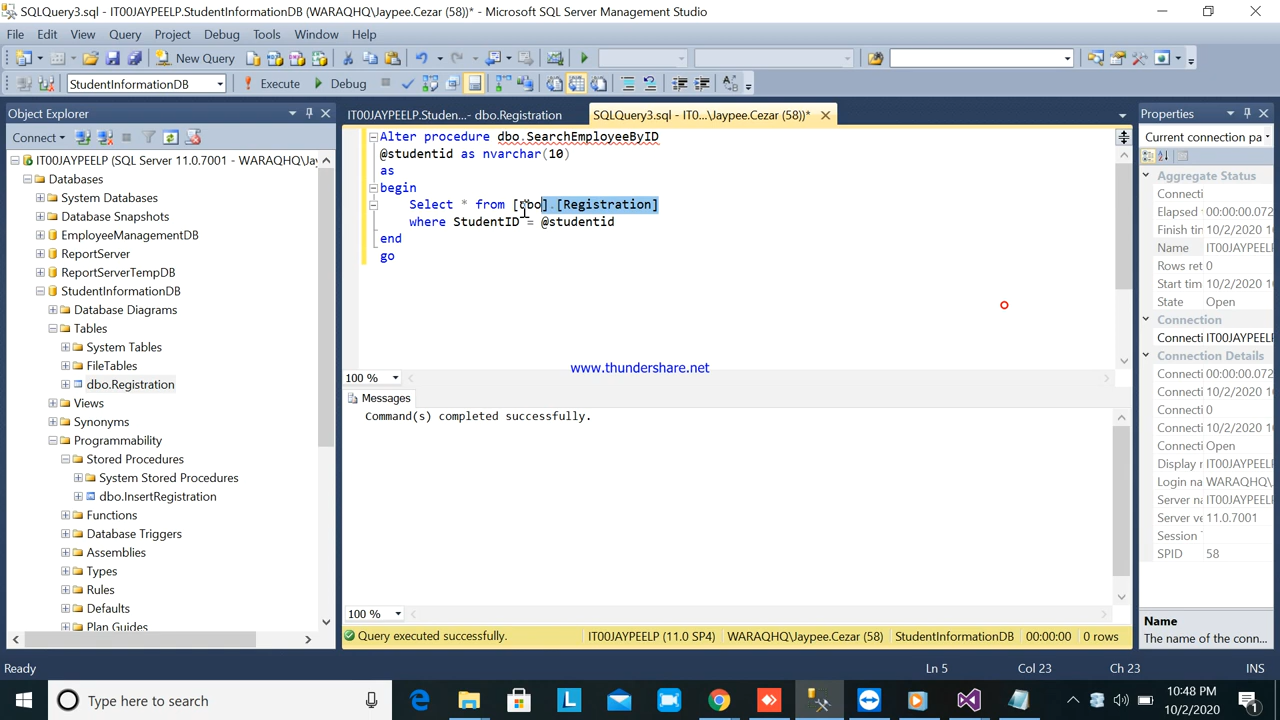 SQLQuery3.sql - IT00JAYPEELP.StudentInformationDB (WARAQHQ\Jaypee.Cezar (58))* - Microsoft SQL Server Management Studio
File Edit View Query Project Debug Tools Window Help
New Query
StudentInformationDB Execute Debug
Object Explorer
IT00JAYPEELP.Studen...- dbo.Registration
SQLQuery3.sql - IT0...\Jaypee.Cezar (58))*
Properties
Connect
IT00JAYPEELP (SQL Server 11.0.7001 - WARAQHQ\Jay
Databases
System Databases
Database Snapshots
EmployeeManagementDB
ReportServer
ReportServerTempDB
StudentInformationDB
Database Diagrams
Tables
System Tables
FileTables
dbo.Registration
Views
Synonyms
Programmability
Stored Procedures
System Stored Procedures
dbo.InsertRegistration
Functions
Database Triggers
Assemblies
Types
Rules
Defaults
Plan Guides
Alter procedure dbo.SearchEmployeeByID
@studentid as nvarchar(10)
as
begin
Select * from [dbo].[Registration]
where StudentID = @studentid
end
go
www.thundershare.net
100 %
Messages
Command(s) completed successfully.
100 %
Query executed successfully. IT00JAYPEELP (11.0 SP4) WARAQHQ\Jaypee.Cezar (58) StudentInformationDB 00:00:00 0 rows
Current connection pa
Aggregate Status
Connecti
Elapsed 00:00:00.072
Finish tim 10/2/2020 10
Name IT00JAYPEELP
Rows ret 0
Start tim 10/2/2020 10
State Open
Connection
Connecti IT00JAYPEELP
Connection Details
Connecti 00:00:00.072
Connecti 10/2/2020 10
Connecti 0
Connecti 10/2/2020 10
Connecti Open
Display n IT00JAYPEELP
Login na WARAQHQ\J
Server na IT00JAYPEELP
Server ve 11.0.7001
Session
SPID 58
Name
The name of the conn...
Ready Ln 5 Col 23 Ch 23 INS
Type here to search
10:48 PM
10/2/2020
1